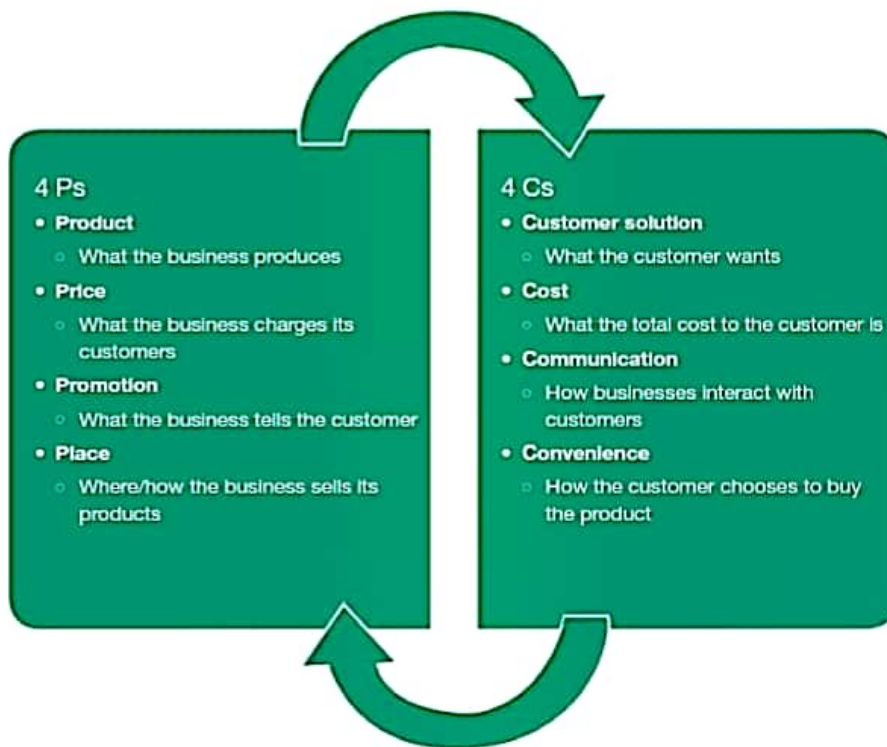 4 Ps
• Product
○ What the business produces
• Price
○ What the business charges its
customers
• Promotion
○ What the business tells the customer
• Place
○ Where/how the business sells its
products
4 Cs
• Customer solution
○ What the customer wants
• Cost
○ What the total cost to the customer is
• Communication
○ How businesses interact with
customers
• Convenience
○ How the customer chooses to buy
the product